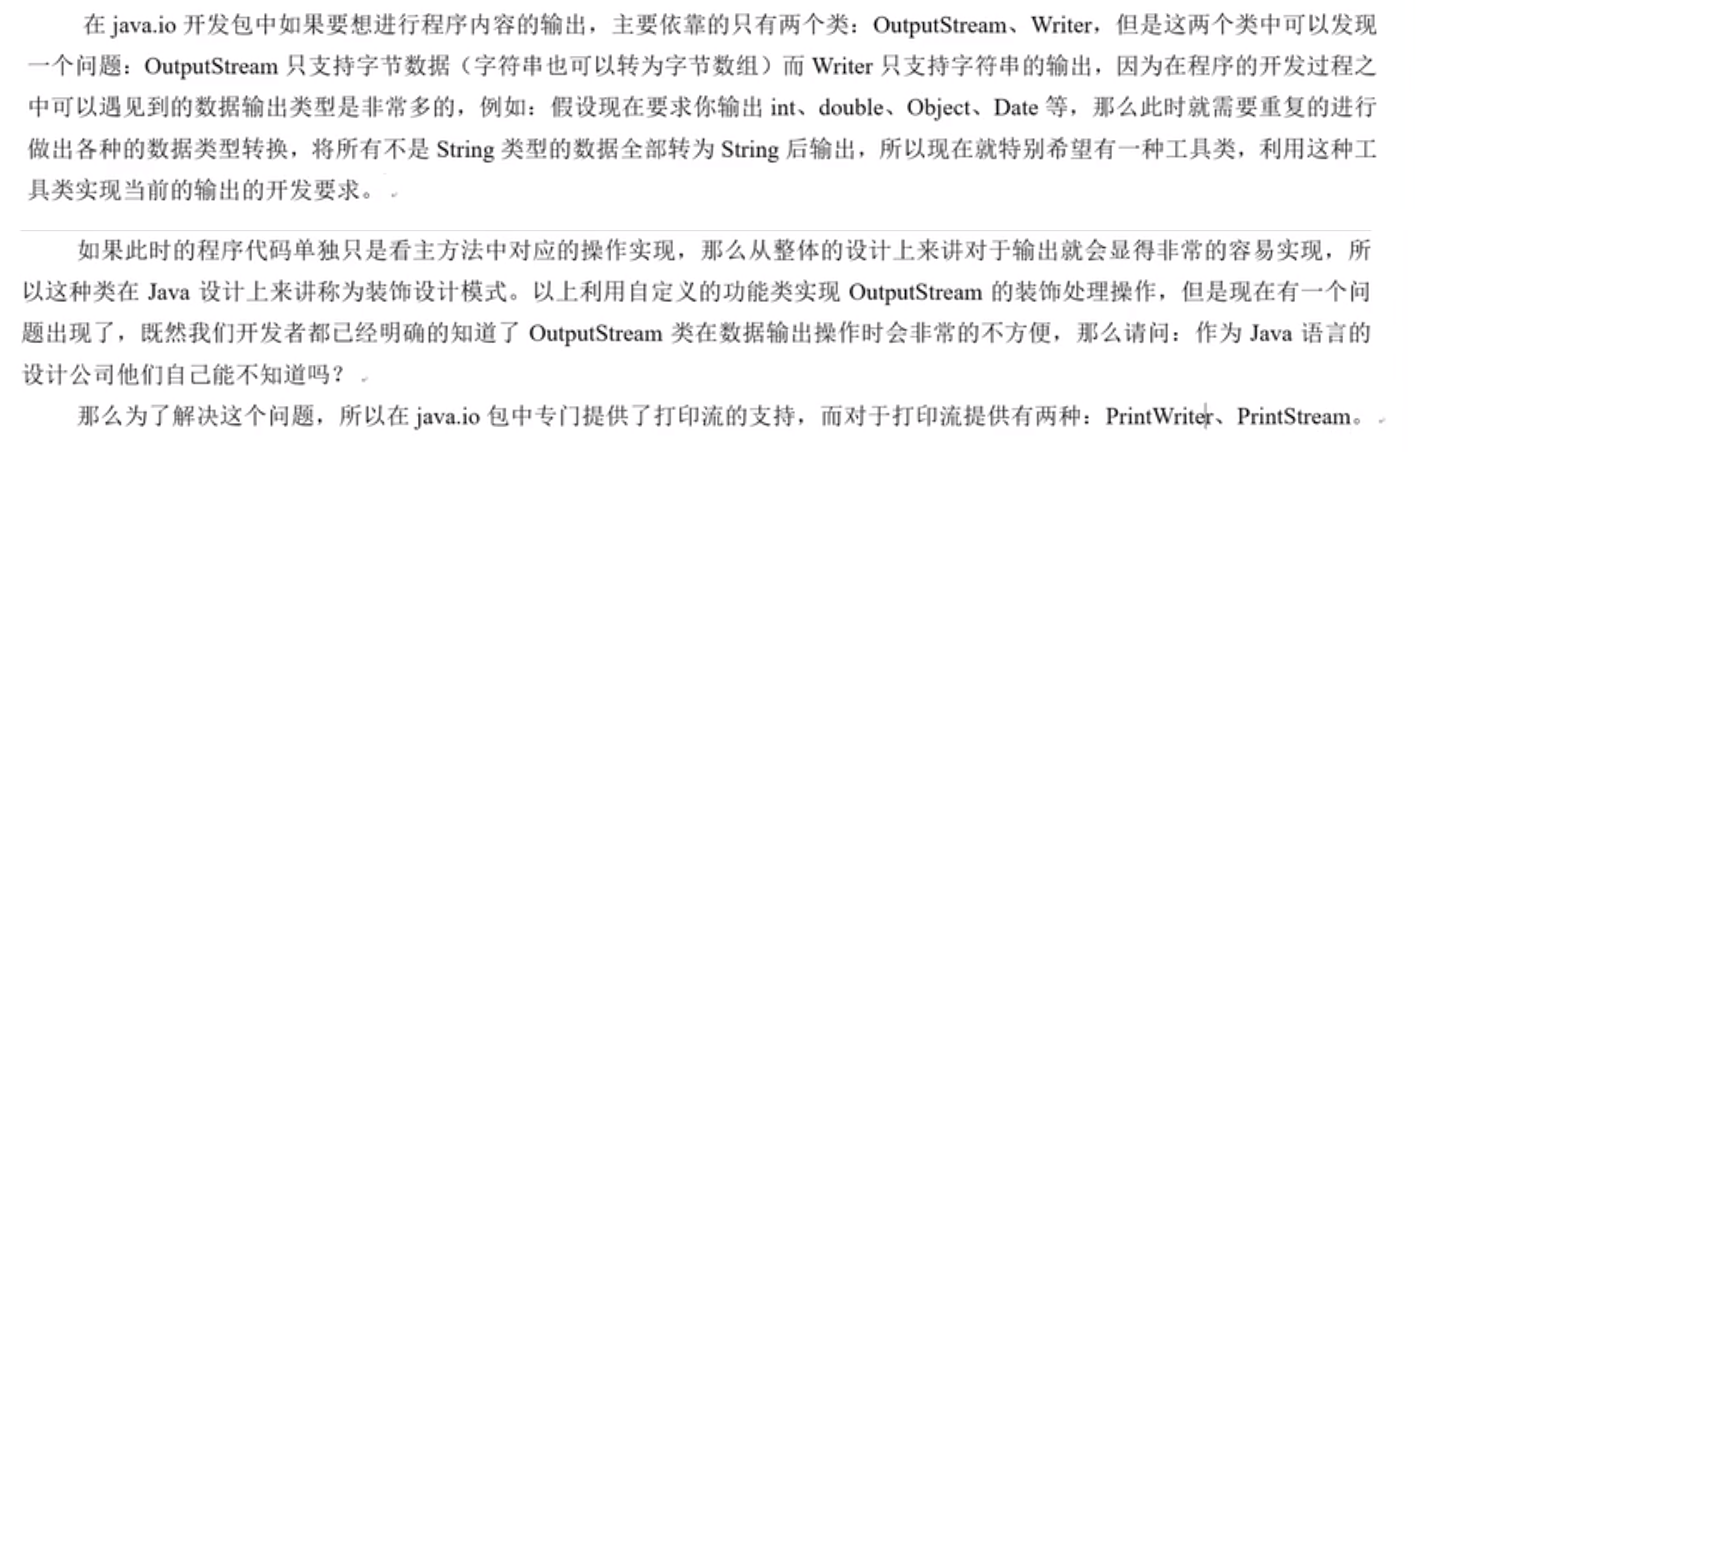 在 java.io 开发包中如果要想进行程序内容的输出，主要依靠的只有两个类：OutputStream、Writer，但是这两个类中可以发现
一个问题：OutputStream 只支持字节数据（字符串也可以转为字节数组）而 Writer 只支持字符串的输出，因为在程序的开发过程之
中可以遇见到的数据输出类型是非常多的，例如：假设现在要求你输出 int、double、Object、Date 等，那么此时就需要重复的进行
做出各种的数据类型转换，将所有不是 String 类型的数据全部转为 String 后输出，所以现在就特别希望有一种工具类，利用这种工
具类实现当前的输出的开发要求。
如果此时的程序代码单独只是看主方法中对应的操作实现，那么从整体的设计上来讲对于输出就会显得非常的容易实现，所
以这种类在 Java 设计上来讲称为装饰设计模式。以上利用自定义的功能类实现 OutputStream 的装饰处理操作，但是现在有一个问
题出现了，既然我们开发者都已经明确的知道了 OutputStream 类在数据输出操作时会非常的不方便，那么请问：作为 Java 语言的
设计公司他们自己能不知道吗？
那么为了解决这个问题，所以在 java.io 包中专门提供了打印流的支持，而对于打印流提供有两种：PrintWriter、PrintStream。